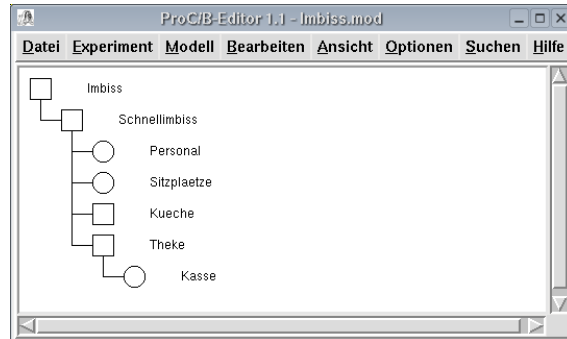 ProC/B-Editor 1.1 - Imbiss.mod
Datei Experiment Modell Bearbeiten Ansicht Optionen Suchen Hilfe
Imbiss
Schnellimbiss
Personal
Sitzplaetze
Kueche
Theke
Kasse